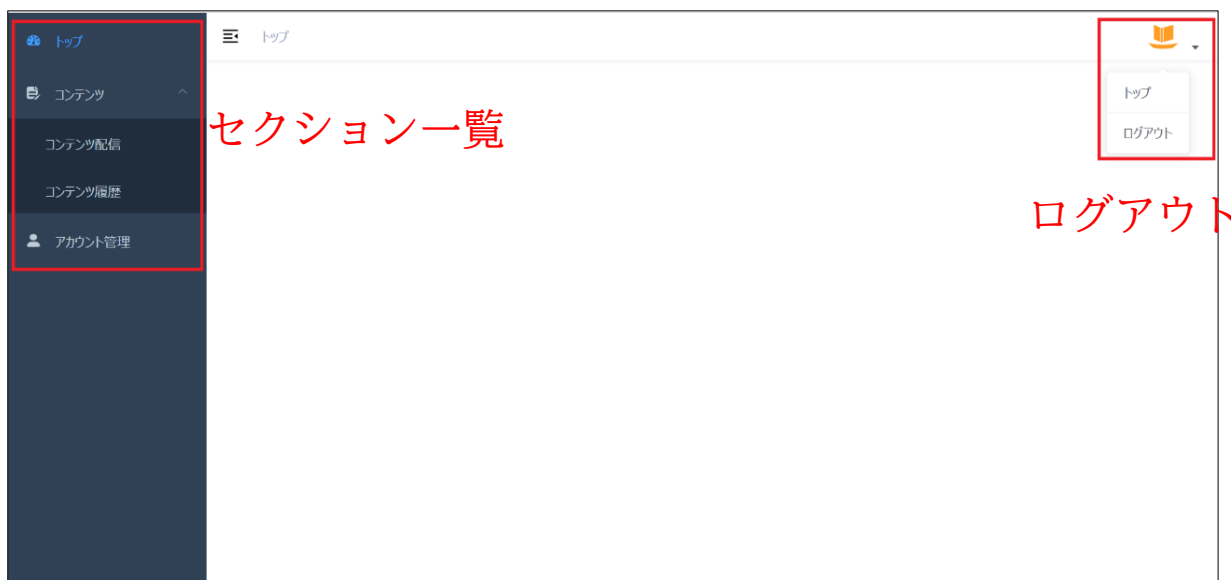 トップ
コンテンツ
コンテンツ配信
コンテンツ履歴
アカウント管理
トップ
セクション一覧
トップ
ログアウト
ログアウト